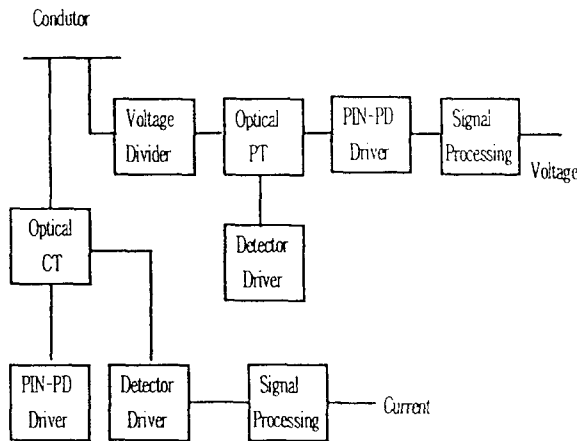 Condutor
Voltage
Divider
Optical
PT
PIN-PD
Driver
Signal
Processing
Voltage
Detector
Driver
Optical
CT
PIN-PD
Driver
Detector
Driver
Signal
Processing
Current